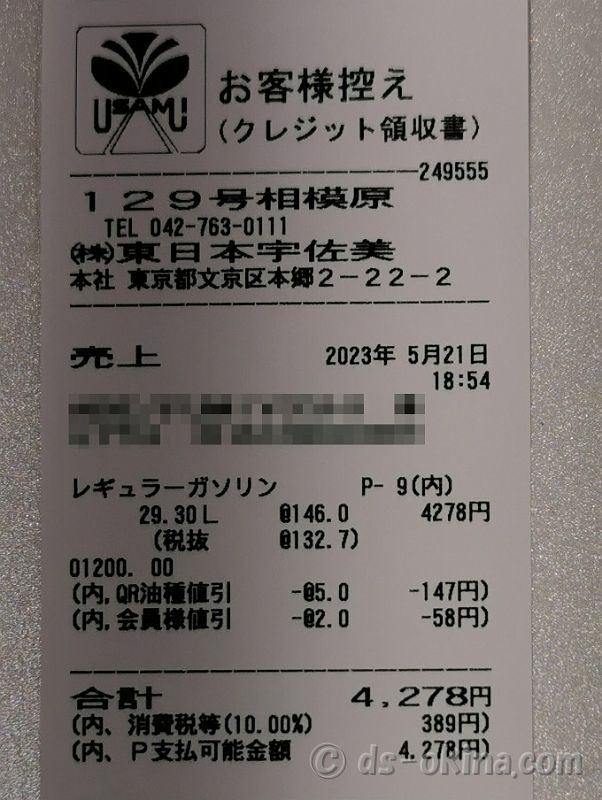 USAMI
お客様控え
(クレジット領収書)
249555
129号相模原
TEL 042-763-0111
㈱東日本宇佐美
本社 東京都文京区本郷2-22-2
売上 2023年 5月21日
18:54
レギュラーガソリン P- 9(内)
29.30L @146.0 4278円
(税抜 @132.7)
01200. 00
(内,QR油種値引 -@5.0 -147円)
(内,会員様値引 -@2.0 -58円)
合計 4,278円
(内、消費税等(10.00%) 389円)
(内、P支払可能金額 4,278円)
© ds-okina.com